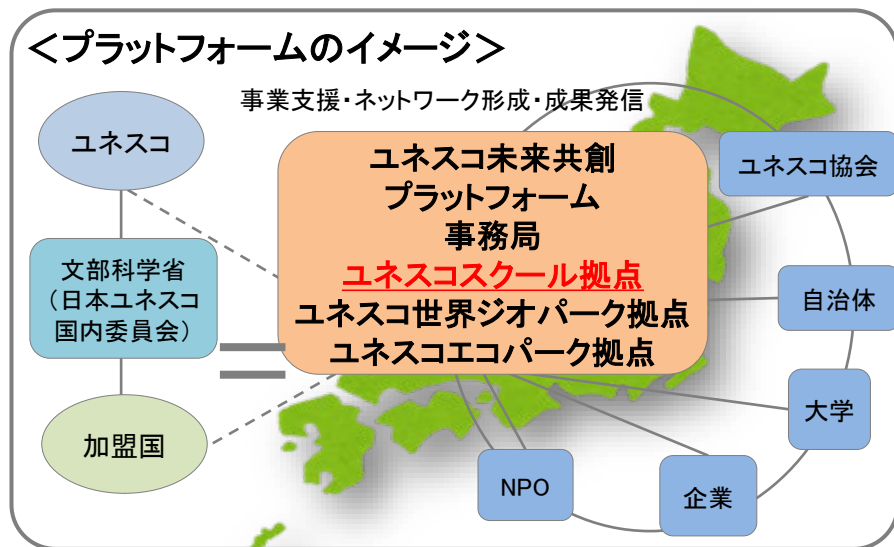 ＜プラットフォームのイメージ＞
事業支援・ネットワーク形成・成果発信
ユネスコ
文部科学省
（日本ユネスコ
国内委員会）
加盟国
ユネスコ未来共創
プラットフォーム
事務局
ユネスコスクール拠点
ユネスコ世界ジオパーク拠点
ユネスコエコパーク拠点
ユネスコ協会
自治体
大学
企業
NPO